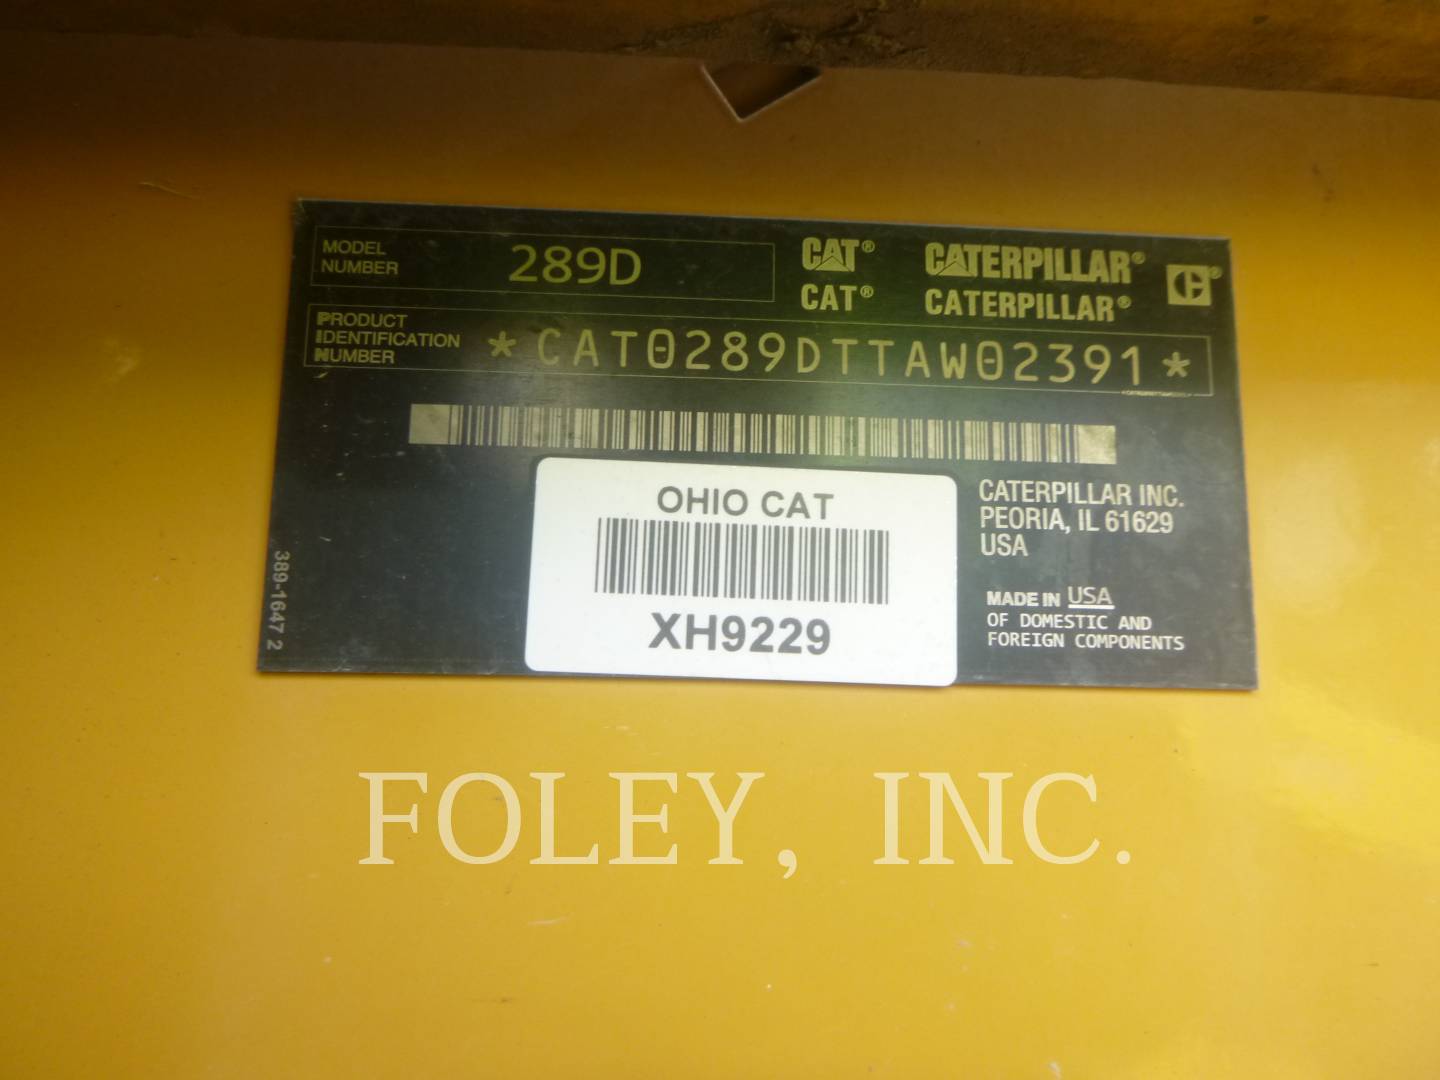 MODEL
NUMBER
289D
CAT® CATERPILLAR®
CAT® CATERPILLAR®
PRODUCT
IDENTIFICATION
NUMBER
*CAT0289DTTAW02391*
OHIO CAT
XH9229
CATERPILLAR INC.
PEORIA, IL 61629
USA
MADE IN USA
OF DOMESTIC AND
FOREIGN COMPONENTS
389-1647 2
FOLEY, INC.